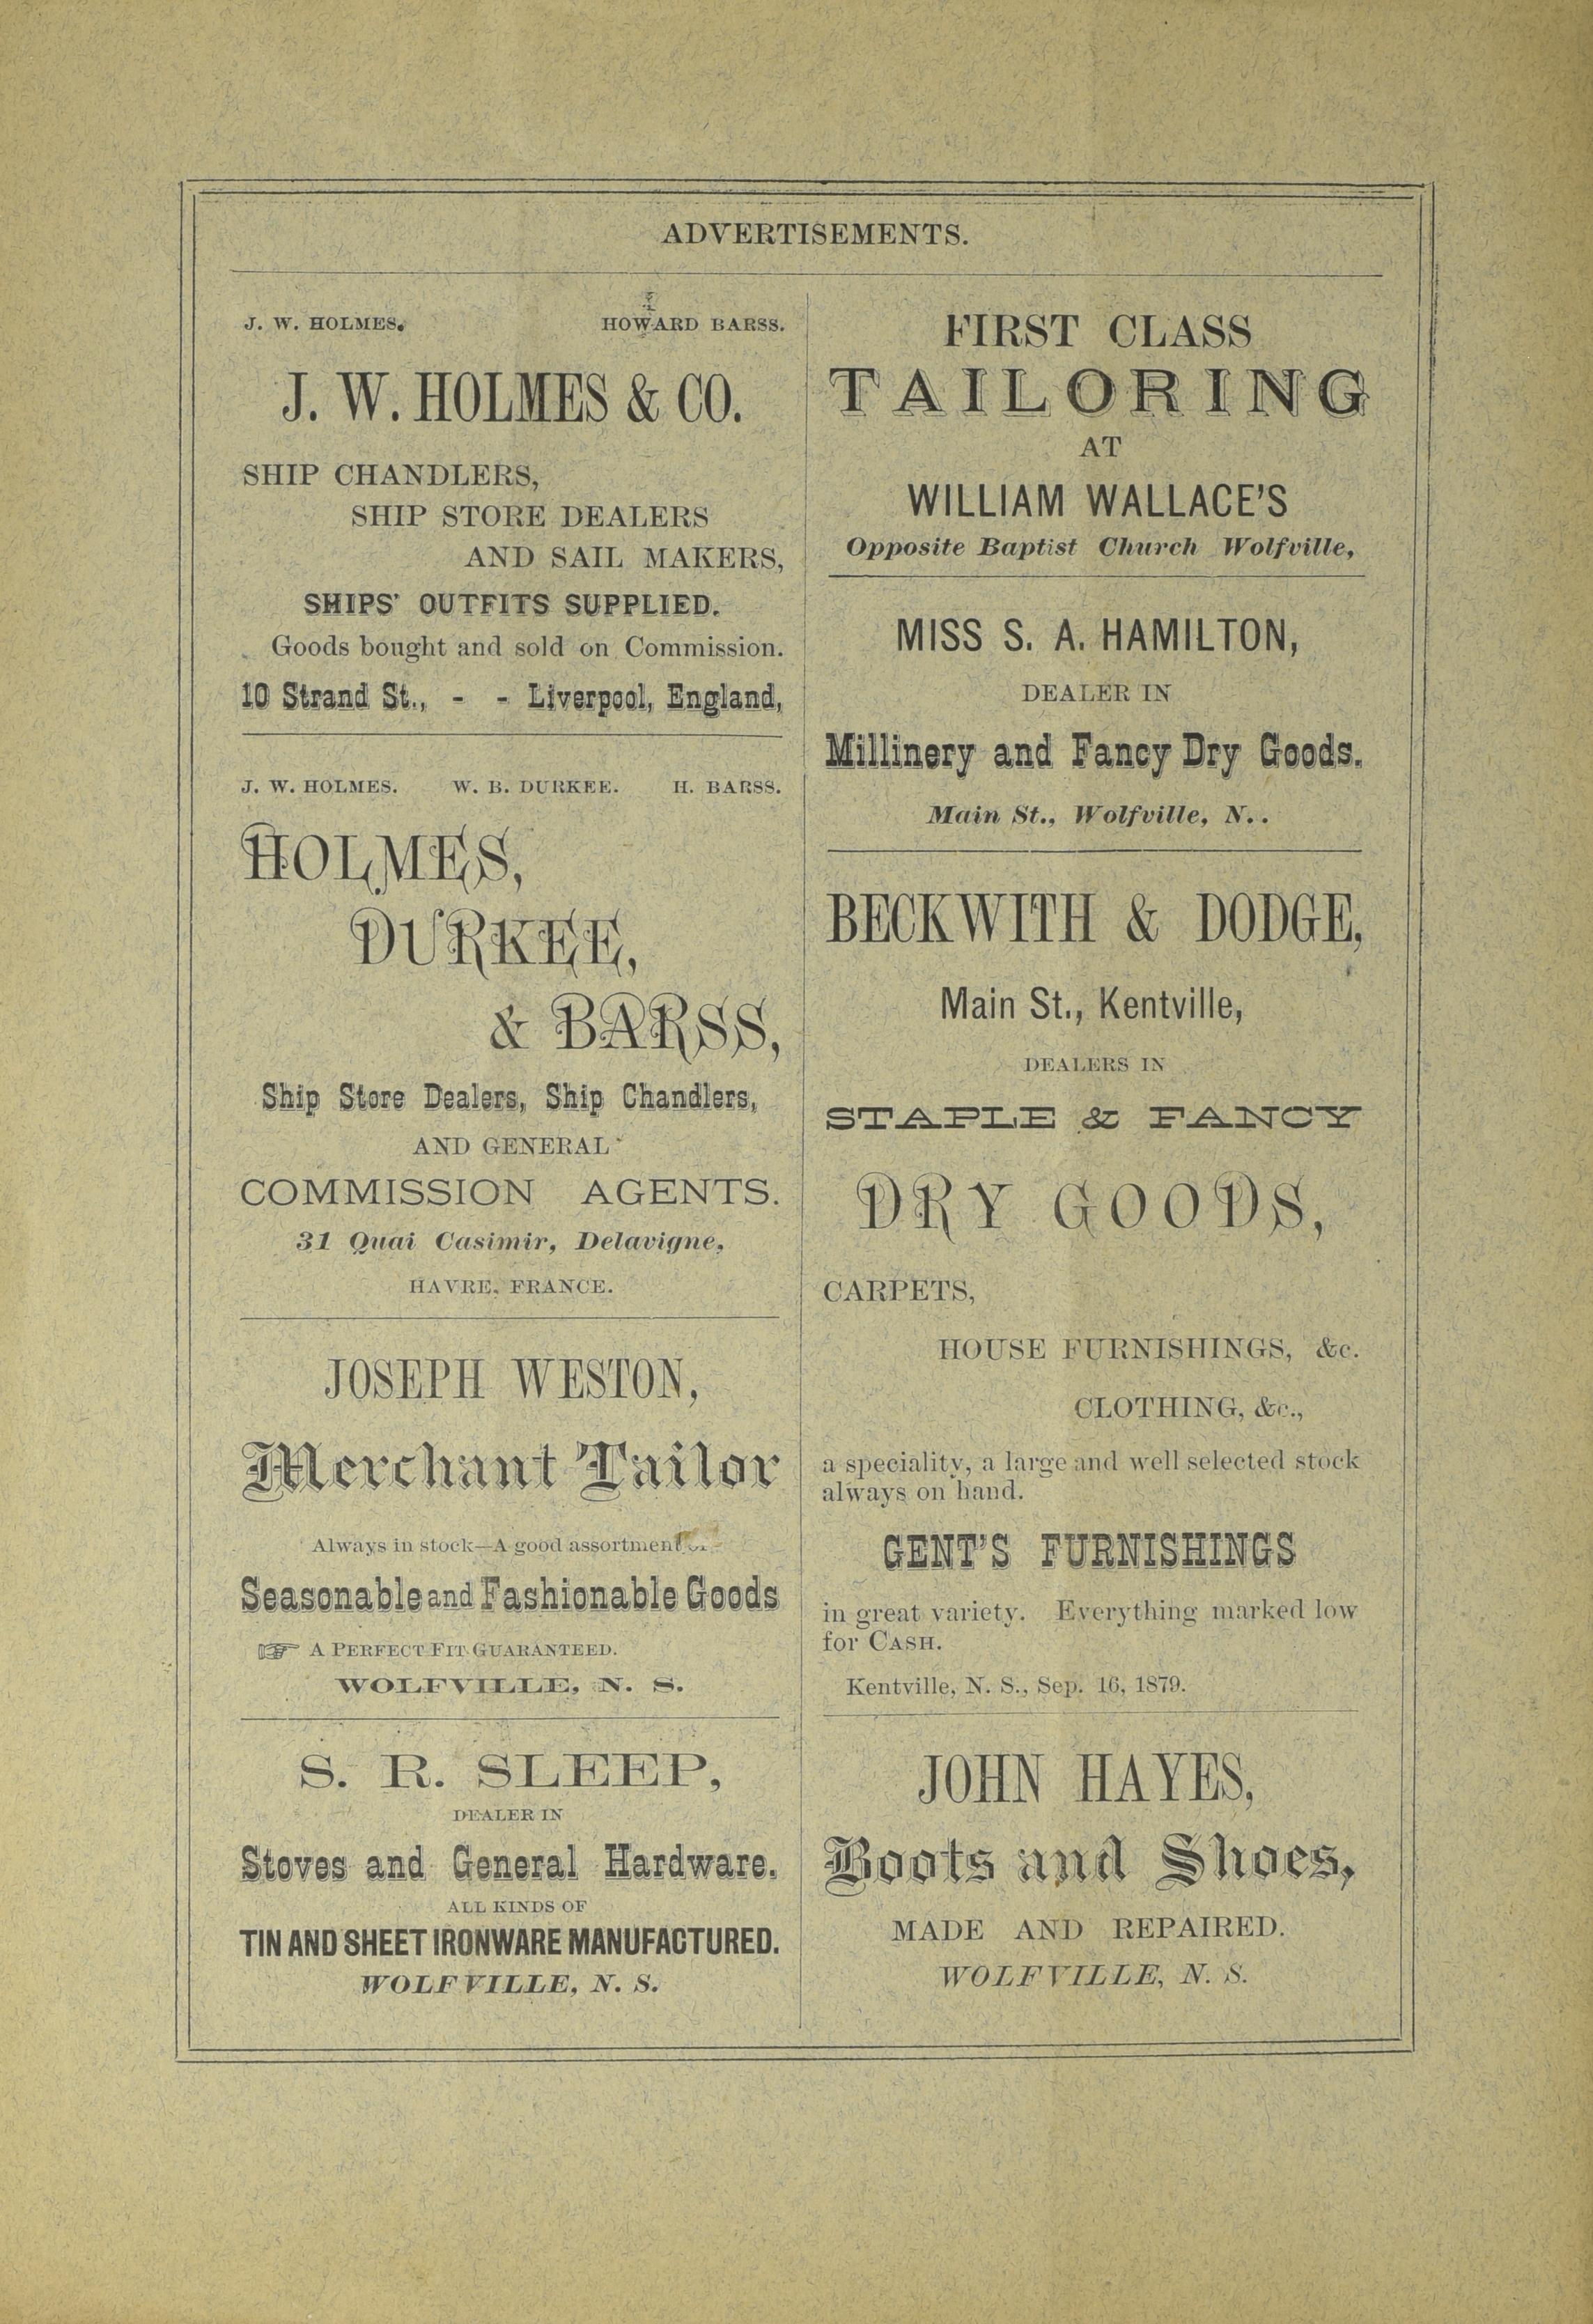 ADVERTISEMENTS.
J. W. HOLMES. HOWARD BARSS.
J. W. HOLMES & CO.
SHIP CHANDLERS,
SHIP STORE DEALERS
AND SAIL MAKERS,
SHIPS' OUTFITS SUPPLIED.
Goods bought and sold on Commission.
10 Strand St., - - Liverpool, England,
J. W. HOLMES. W. B. DURKEE. H. BARSS.
HOLMES,
DURKEE,
& BARSS,
Ship Store Dealers, Ship Chandlers,
AND GENERAL
COMMISSION AGENTS.
31 Quai Casimir, Delavigne,
HAVRE, FRANCE.
JOSEPH WESTON,
Merchant Tailor
Always in stock—A good assortment
Seasonable and Fashionable Goods
☞ A PERFECT FIT GUARANTEED.
WOLFVILLE, N. S.
S. R. SLEEP,
DEALER IN
Stoves and General Hardware.
ALL KINDS OF
TIN AND SHEET IRONWARE MANUFACTURED.
WOLFVILLE, N. S.
FIRST CLASS
TAILORING
AT
WILLIAM WALLACE'S
Opposite Baptist Church Wolfville,
MISS S. A. HAMILTON,
DEALER IN
Millinery and Fancy Dry Goods.
Main St., Wolfville, N. .
BECKWITH & DODGE,
Main St., Kentville,
DEALERS IN
STAPLE & FANCY
DRY GOODS,
CARPETS,
HOUSE FURNISHINGS, &c.
CLOTHING, &c.,
a speciality, a large and well selected stock
always on hand.
GENT'S FURNISHINGS
in great variety. Everything marked low
for CASH.
Kentville, N. S., Sep. 16, 1879.
JOHN HAYES,
Boots and Shoes,
MADE AND REPAIRED.
WOLFVILLE, N. S.